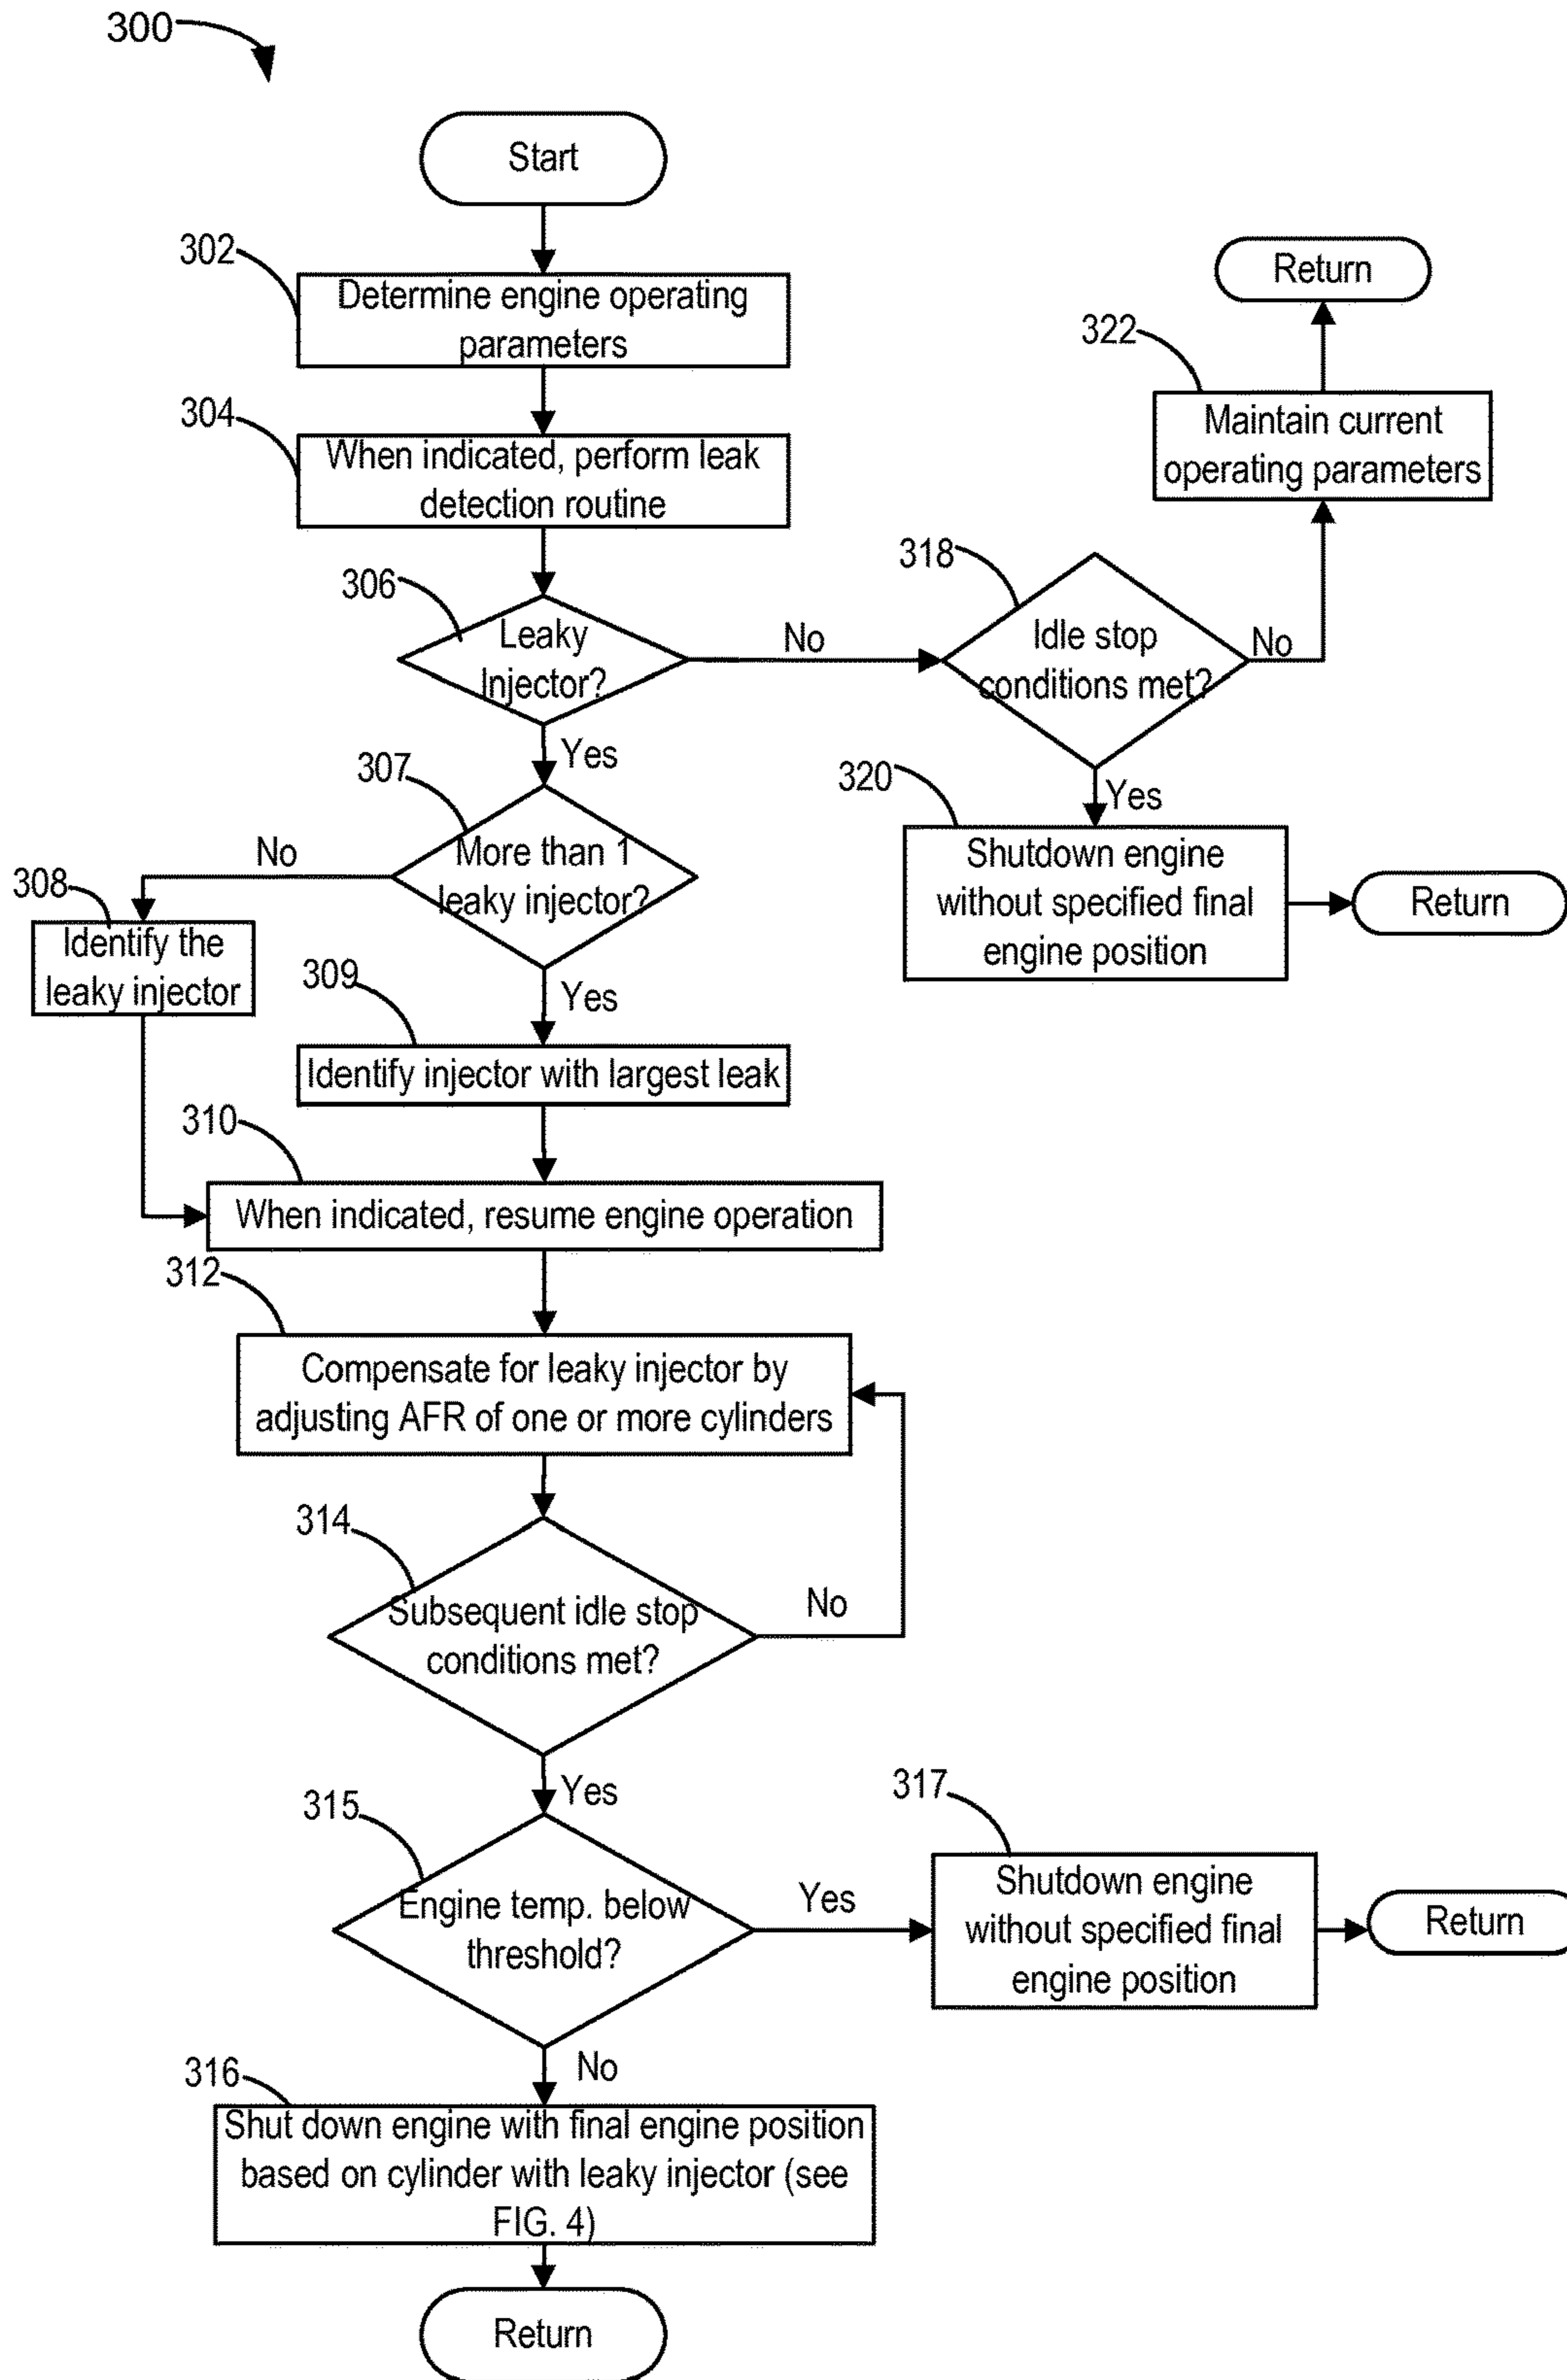 300
Start
302
Determine engine operating
parameters
304
When indicated, perform leak
detection routine
306
Leaky
Injector?
No
318
Idle stop
conditions met?
No
322
Maintain current
operating parameters
Return
Yes
320
Shutdown engine
without specified final
engine position
Return
Yes
307
More than 1
leaky injector?
No
308
Identify the
leaky injector
Yes
309
Identify injector with largest leak
310
When indicated, resume engine operation
312
Compensate for leaky injector by
adjusting AFR of one or more cylinders
314
Subsequent idle stop
conditions met?
No
Yes
315
Engine temp. below
threshold?
Yes
317
Shutdown engine
without specified final
engine position
Return
No
316
Shut down engine with final engine position
based on cylinder with leaky injector (see
FIG. 4)
Return